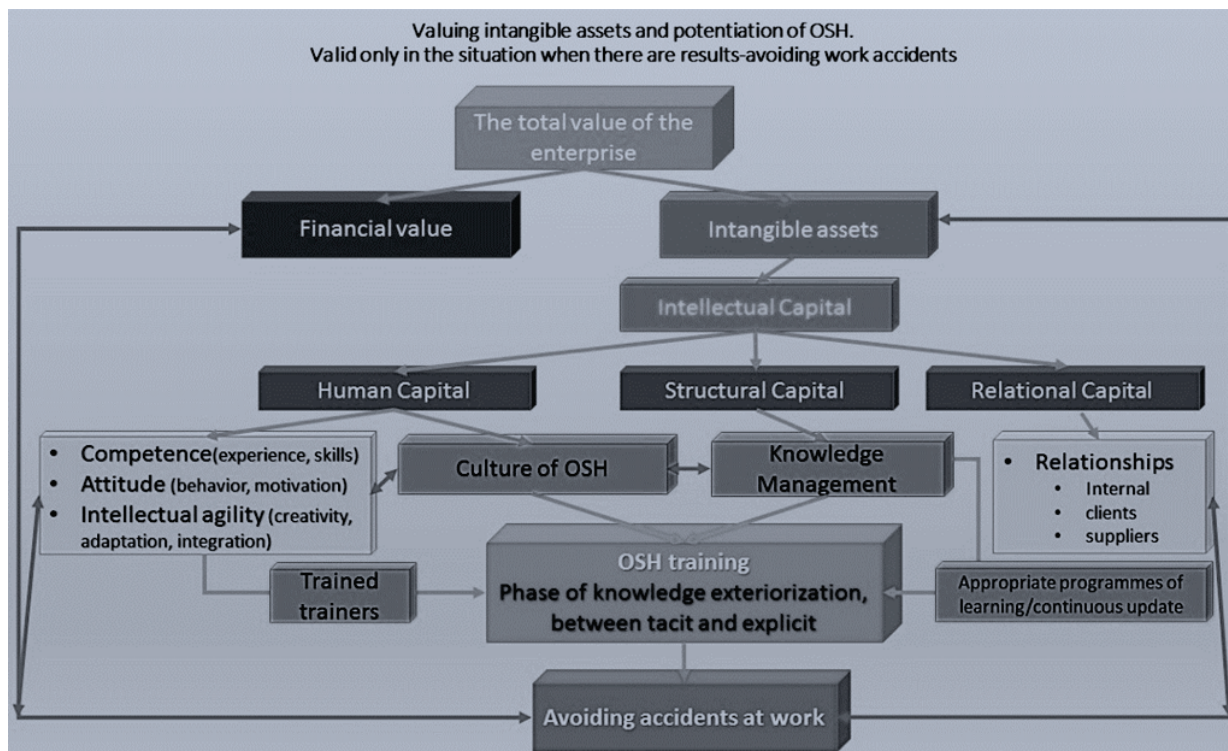 Valuing intangible assets and potentiation of OSH.
Valid only in the situation when there are results-avoiding work accidents
The total value of the
enterprise
Financial value
Intangible assets
Intellectual Capital
Human Capital
Structural Capital
Relational Capital
• Competence(experience, skills)
• Attitude (behavior, motivation)
• Intellectual agility (creativity,
adaptation, integration)
Culture of OSH
Knowledge
Management
• Relationships
• Internal
• clients
• suppliers
Trained
trainers
OSH training
Phase of knowledge exteriorization,
between tacit and explicit
Appropriate programmes of
learning/continuous update
Avoiding accidents at work